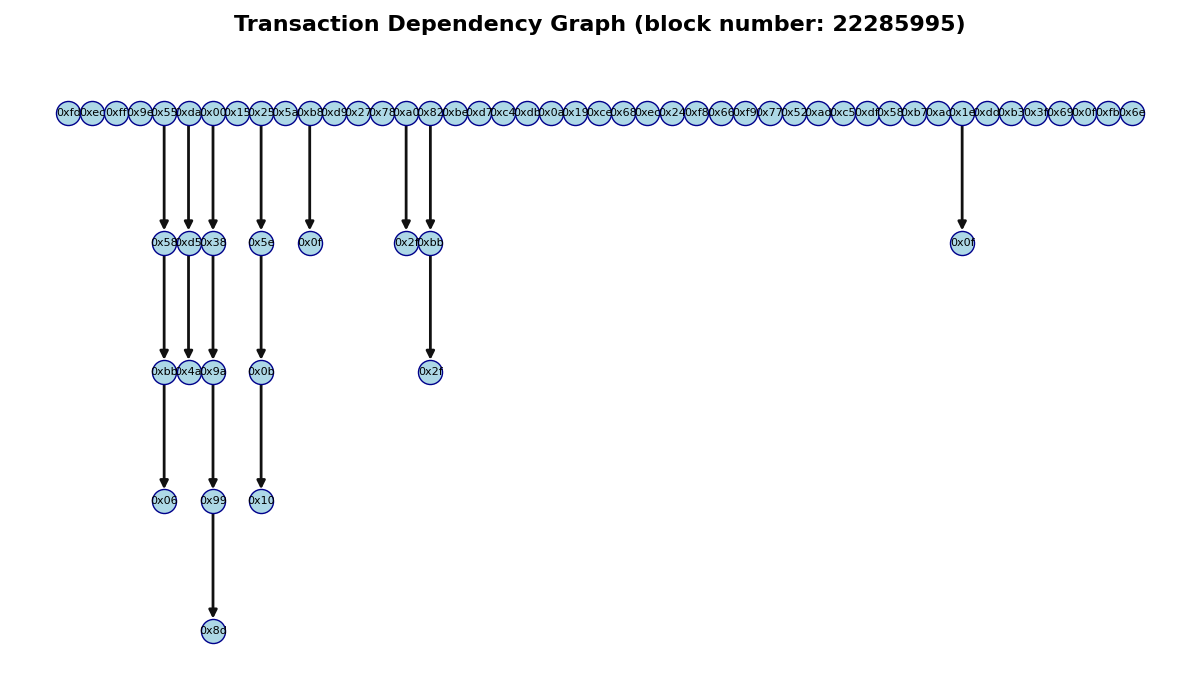 Transaction Dependency Graph (block number: 22285995)
0xfd 0xec 0xff 0x9e 0x55 0xda 0x00 0x15 0x25 0x5a 0xb8 0xd9 0x27 0x78 0xa0 0x82 0xbe 0xd7 0xc4 0xdb 0x0a 0x19 0xce 0x68 0xed 0x24 0xf8 0x66 0xf9 0x77 0x52 0xad 0xc5 0xdf 0x58 0xb7 0xac 0x1e 0xdd 0xb3 0x3f 0x69 0x0f 0xfb 0x6e
0x58 0xd5 0x38 0x5e 0x0f 0x2f 0xbb 0x0f
0xbb 0x4a 0x9a 0x0b 0x2f
0x06 0x99 0x10
0x8d